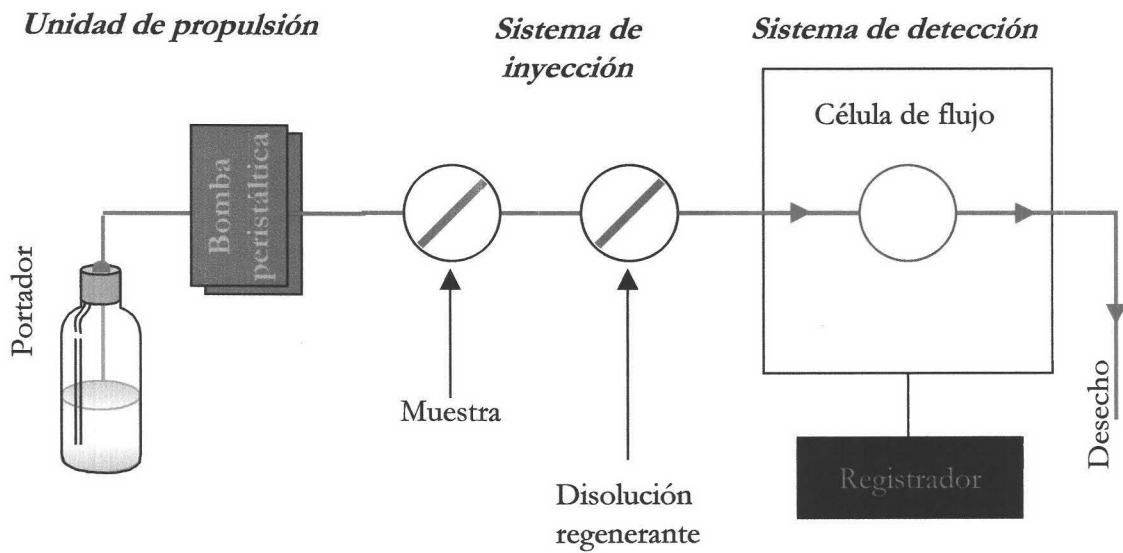 Unidad de propulsión
Sistema de
inyección
Sistema de detección
Célula de flujo
Bomba
peristáltica
Portador
Muestra
Disolución
regenerante
Registrador
Desecho